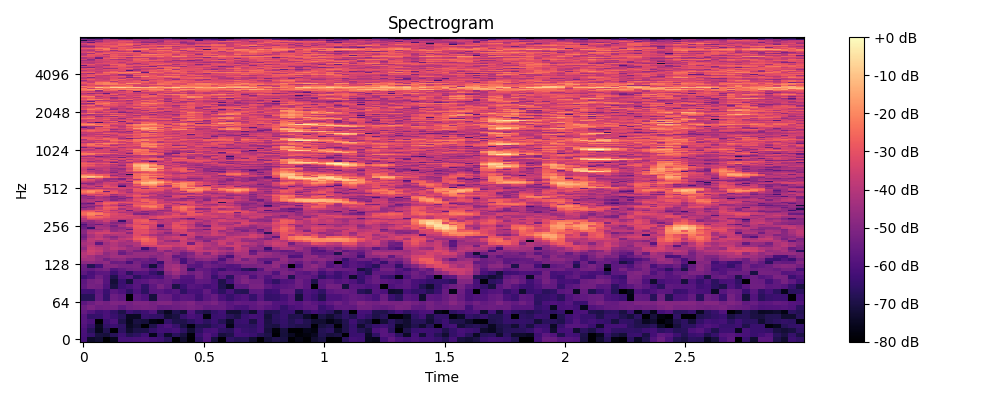 Spectrogram
Hz
4096
2048
1024
512
256
128
64
0
0
0.5
1
1.5
2
2.5
Time
+0 dB
-10 dB
-20 dB
-30 dB
-40 dB
-50 dB
-60 dB
-70 dB
-80 dB